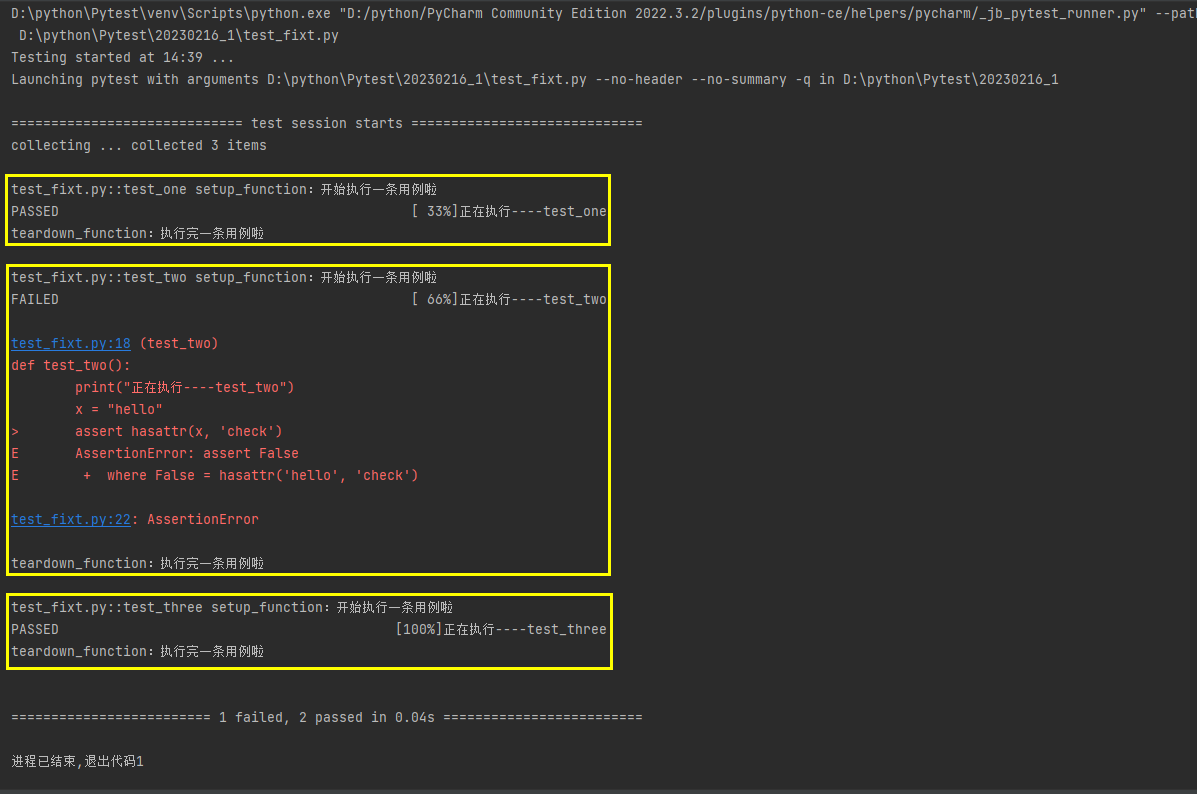 D:\python\Pytest\venv\Scripts\python.exe "D:/python/PyCharm Community Edition 2022.3.2/plugins/python-ce/helpers/pycharm/_jb_pytest_runner.py" --path
D:\python\Pytest\20230216_1\test_fixt.py
Testing started at 14:39 ...
Launching pytest with arguments D:\python\Pytest\20230216_1\test_fixt.py --no-header --no-summary -q in D:\python\Pytest\20230216_1
============================= test session starts =============================
collecting ... collected 3 items
test_fixt.py::test_one setup_function：开始执行一条用例啦
PASSED [ 33%]正在执行----test_one
teardown_function：执行完一条用例啦
test_fixt.py::test_two setup_function：开始执行一条用例啦
FAILED [ 66%]正在执行----test_two
test_fixt.py:18 (test_two)
def test_two():
print("正在执行----test_two")
x = "hello"
> assert hasattr(x, 'check')
E AssertionError: assert False
E + where False = hasattr('hello', 'check')
test_fixt.py:22: AssertionError
teardown_function：执行完一条用例啦
test_fixt.py::test_three setup_function：开始执行一条用例啦
PASSED [100%]正在执行----test_three
teardown_function：执行完一条用例啦
========================= 1 failed, 2 passed in 0.04s =========================
进程已结束,退出代码1